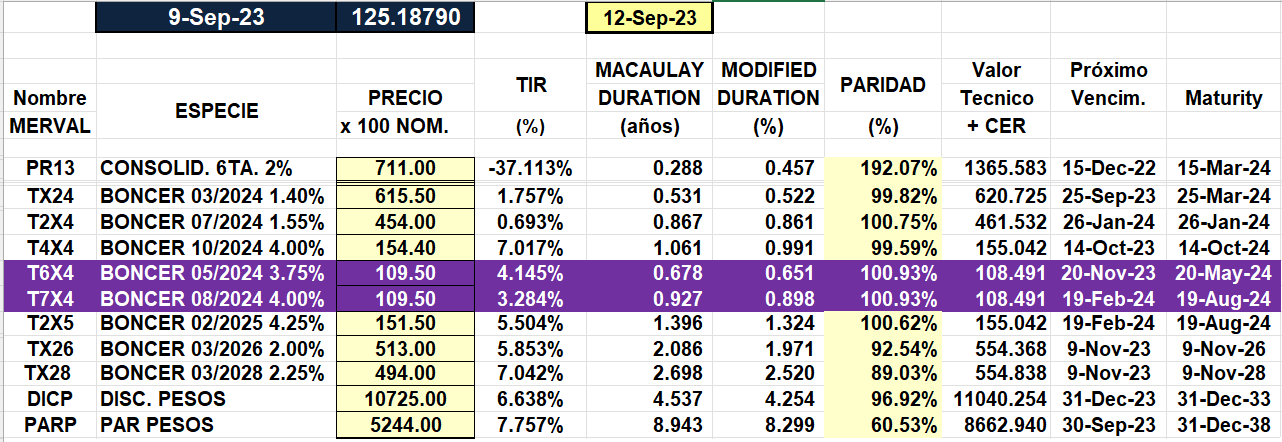 9-Sep-23 125.18790 12-Sep-23
MACAULAY MODIFIED Valor Próximo
TIR PARIDAD
Nombre DURATION DURATION Tecnico Vencim. Maturity
ESPECIE PRECIO
MERVAL x 100 NOM. (%) (años) (%) (%) + CER
PR13 CONSOLID. 6TA. 2% 711.00 -37.113% 0.288 0.457 192.07% 1365.583 15-Dec-22 15-Mar-24
TX24 BONCER 03/2024 1.40% 615.50 1.757% 0.531 0.522 99.82% 620.725 25-Sep-23 25-Mar-24
T2X4 BONCER 07/2024 1.55% 454.00 0.693% 0.867 0.861 100.75% 461.532 26-Jan-24 26-Jan-24
T4X4 BONCER 10/2024 4.00% 154.40 7.017% 1.061 0.991 99.59% 155.042 14-Oct-23 14-Oct-24
T6X4 BONCER 05/2024 3.75% 109.50 4.145% 0.678 0.651 100.93% 108.491 20-Nov-23 20-May-24
T7X4 BONCER 08/2024 4.00% 109.50 3.284% 0.927 0.898 100.93% 108.491 19-Feb-24 19-Aug-24
T2X5 BONCER 02/2025 4.25% 151.50 5.504% 1.396 1.324 100.62% 155.042 19-Feb-24 19-Aug-24
TX26 BONCER 03/2026 2.00% 513.00 5.853% 2.086 1.971 92.54% 554.368 9-Nov-23 9-Nov-26
TX28 BONCER 03/2028 2.25% 494.00 7.042% 2.698 2.520 89.03% 554.838 9-Nov-23 9-Nov-28
DICP DISC. PESOS 10725.00 6.638% 4.537 4.254 96.92% 11040.254 31-Dec-23 31-Dec-33
PARP PAR PESOS 5244.00 7.757% 8.943 8.299 60.53% 8662.940 30-Sep-23 31-Dec-38